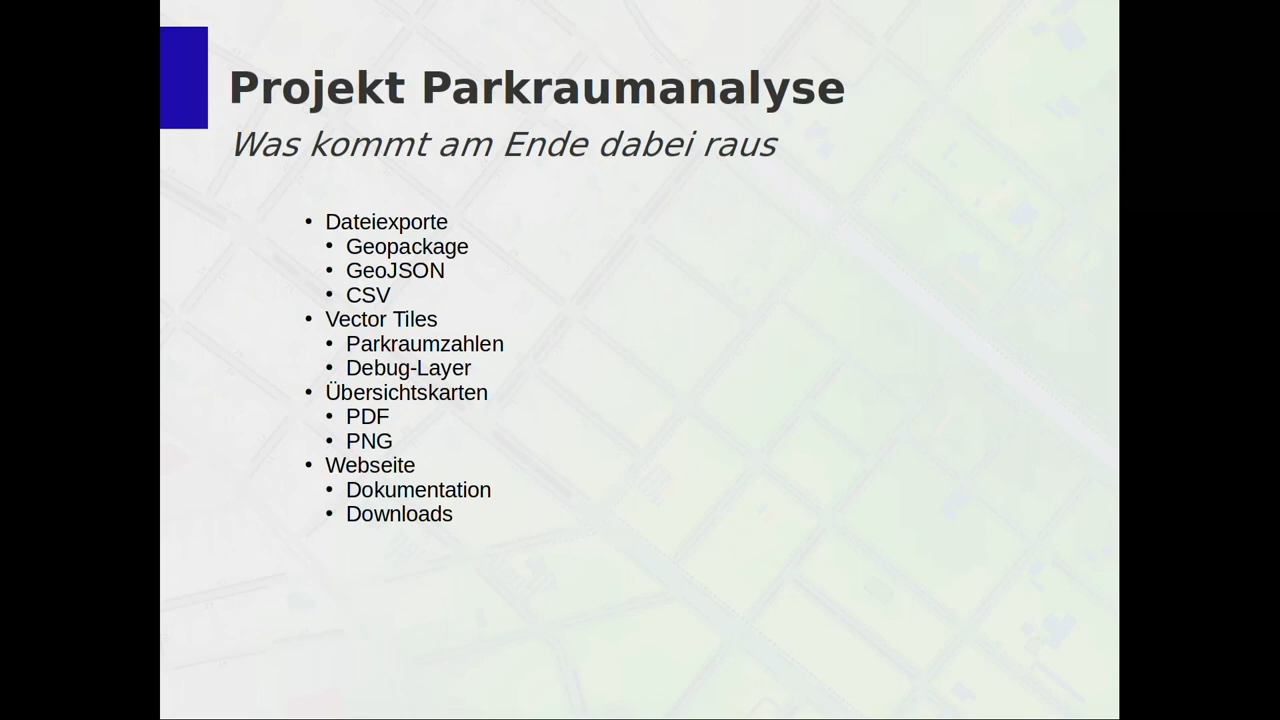 Projekt Parkraumanalyse
Was kommt am Ende dabei raus
• Dateiexporte
• Geopackage
• GeoJSON
• CSV
• Vector Tiles
• Parkraumzahlen
• Debug-Layer
• Übersichtskarten
• PDF
• PNG
• Webseite
• Dokumentation
• Downloads